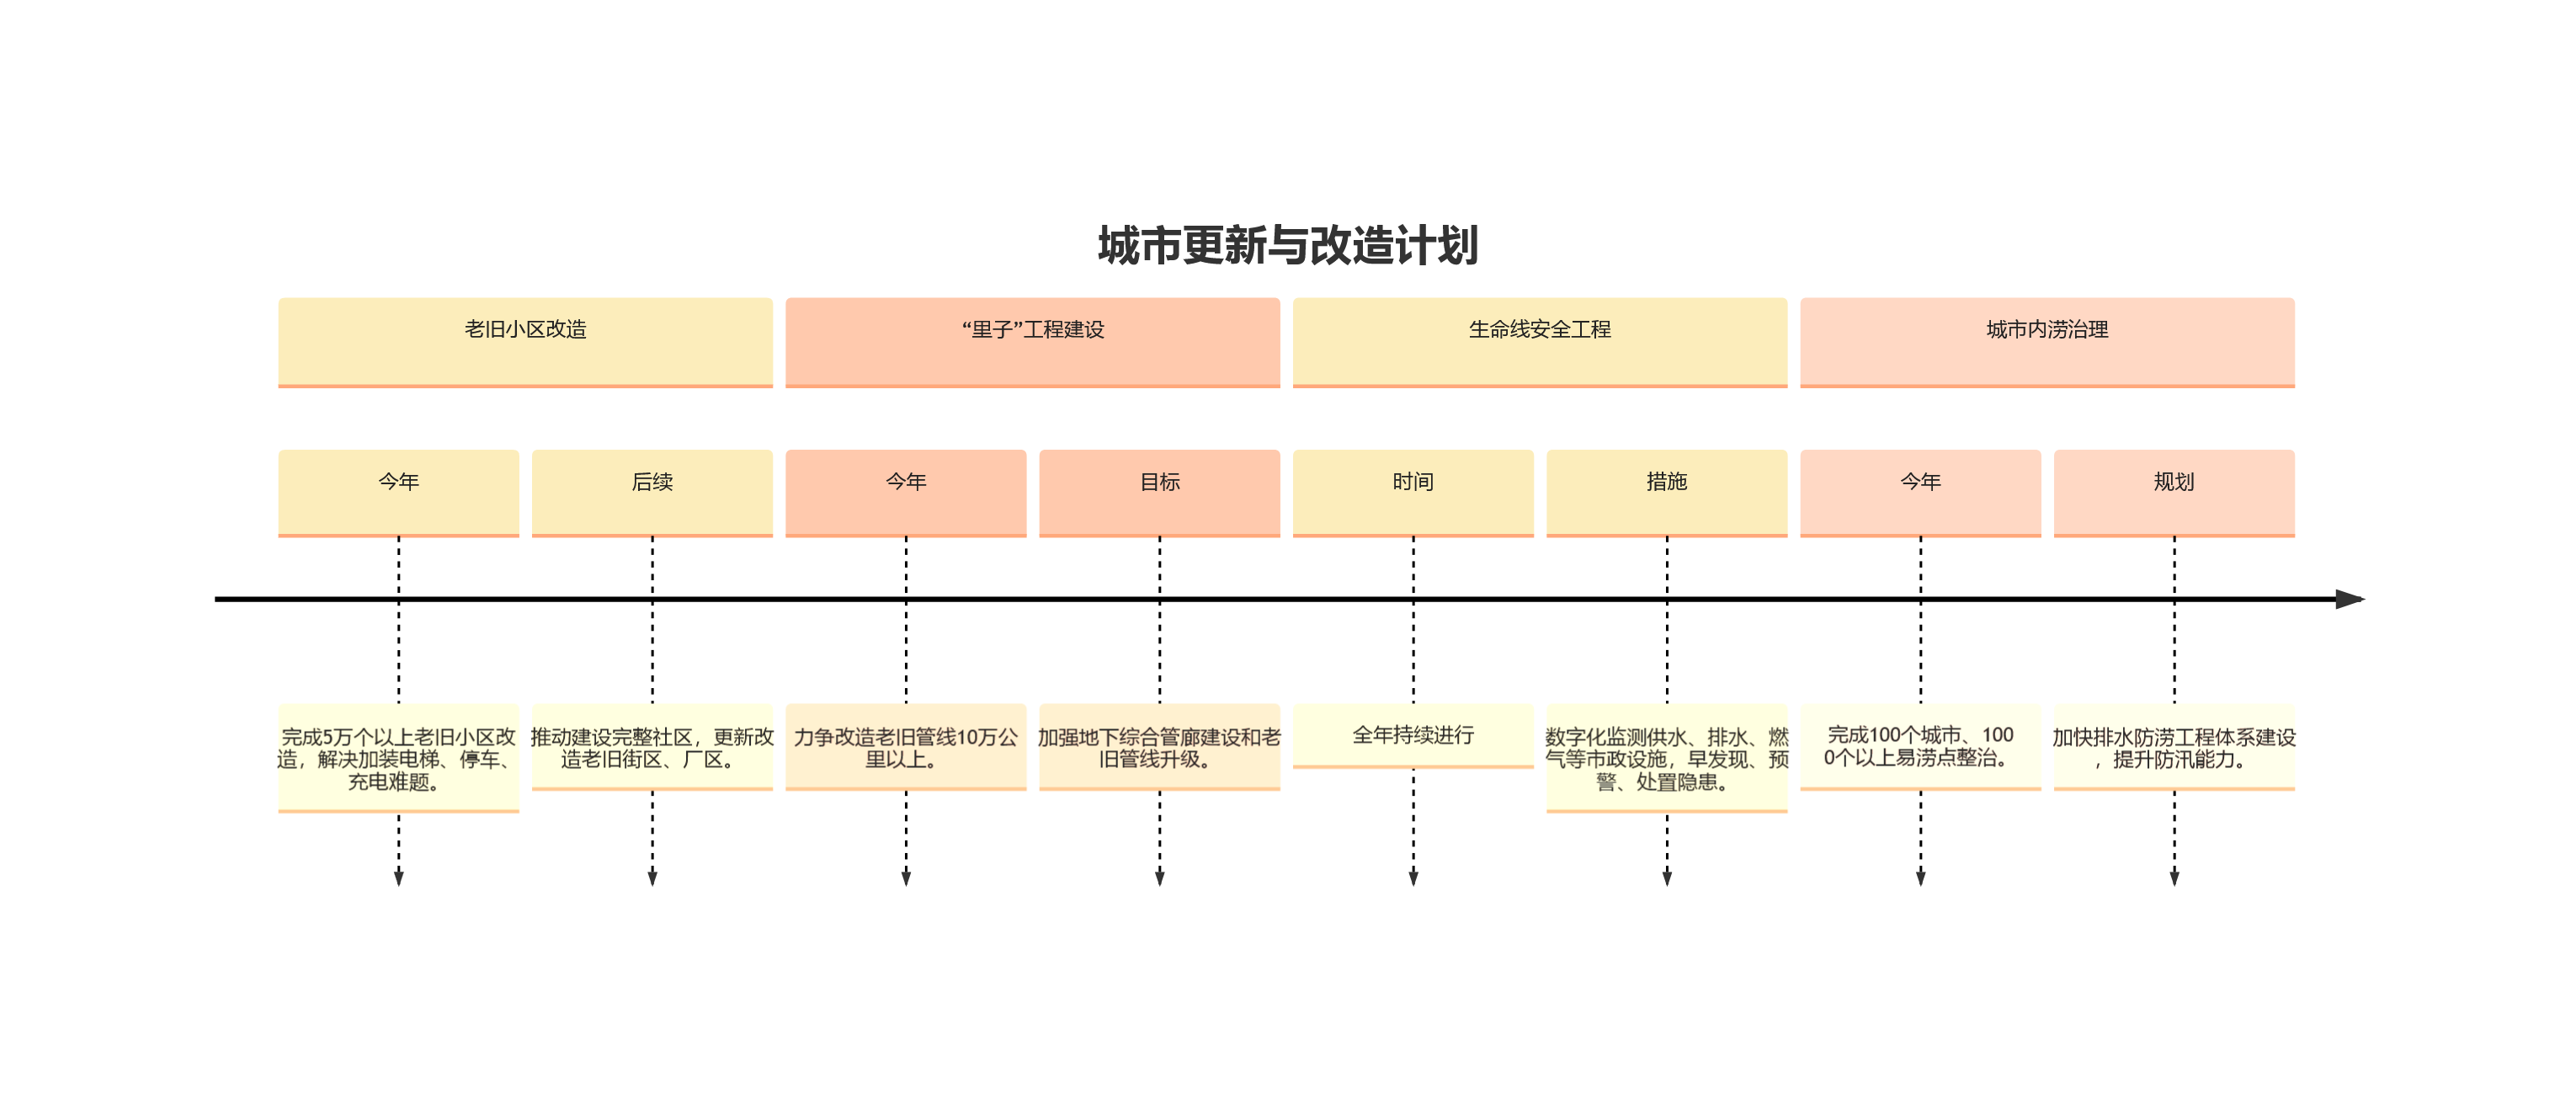 城市更新与改造计划
老旧小区改造
“里子”工程建设
生命线安全工程
城市内涝治理
今年
后续
今年
目标
时间
措施
今年
规划
完成5万个以上老旧小区改
造，解决加装电梯、停车、
充电难题。
推动建设完整社区，更新改
造老旧街区、厂区。
力争改造老旧管线10万公
里以上。
加强地下综合管廊建设和老
旧管线升级。
全年持续进行
数字化监测供水、排水、燃
气等市政设施，早发现、预
警、处置隐患。
完成100个城市、100
0个以上易涝点整治。
加快排水防涝工程体系建设
，提升防汛能力。